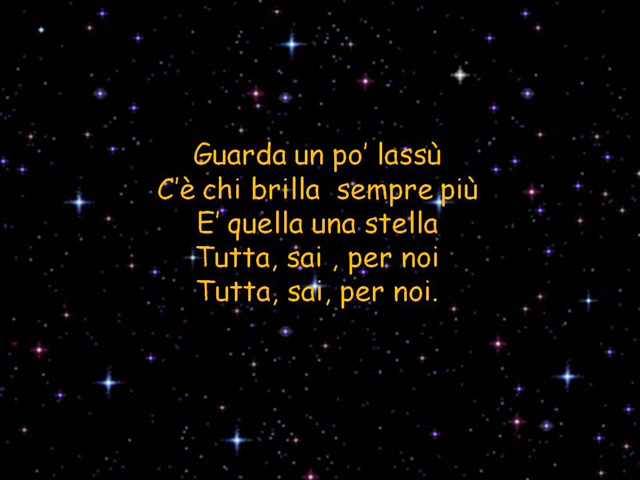 Guarda un po’ lassù
C’è chi brilla  sempre più
E’ quella una stella
Tutta, sai , per noi
Tutta, sai, per noi.